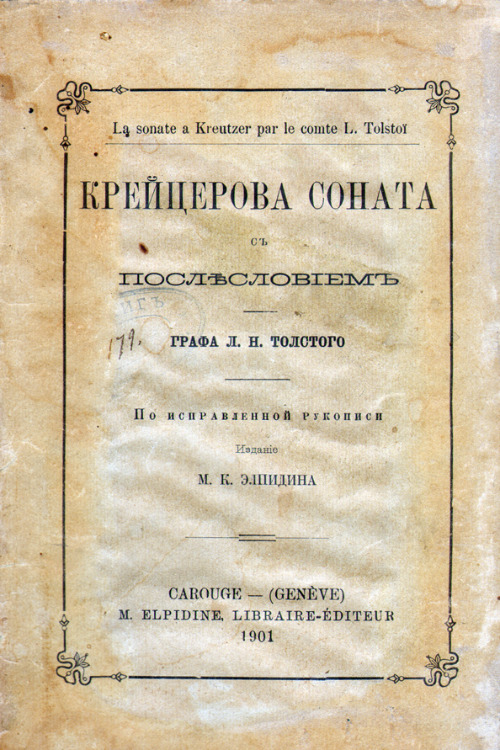 La sonate a Kreutzer par le comte L. Tolstoï
КРЕЙЦЕРОВА СОНАТА
СЪ
ПОСЛѢСЛОВІЕМЪ
ГРАФА Л. Н. ТОЛСТОГО
179.
По исправленной рукописи
Изданіе
М. К. ЭЛПИДИНА
CAROUGE — (GENÈVE)
M. ELPIDINE, LIBRAIRE-ÉDITEUR
1901